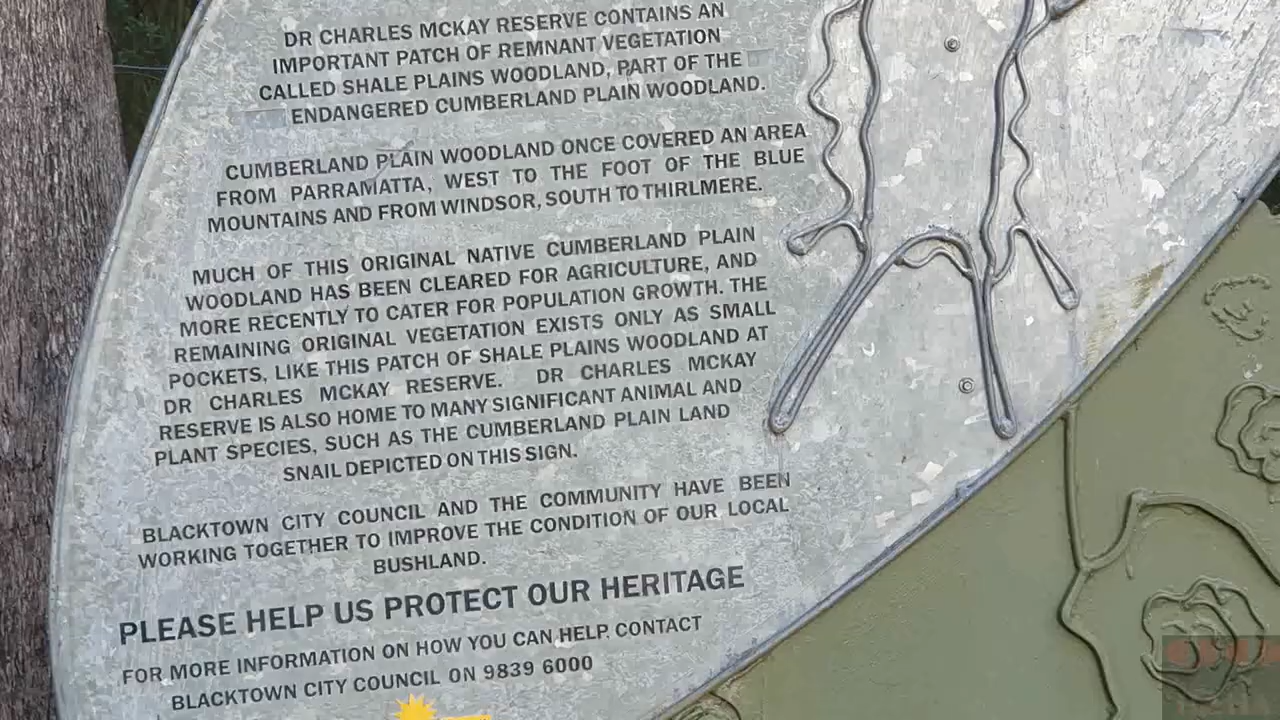 DR CHARLES MCKAY RESERVE CONTAINS AN
IMPORTANT PATCH OF REMNANT VEGETATION
CALLED SHALE PLAINS WOODLAND, PART OF THE
ENDANGERED CUMBERLAND PLAIN WOODLAND.
CUMBERLAND PLAIN WOODLAND ONCE COVERED AN AREA
FROM PARRAMATTA, WEST TO THE FOOT OF THE BLUE
MOUNTAINS AND FROM WINDSOR, SOUTH TO THIRLMERE.
MUCH OF THIS ORIGINAL NATIVE CUMBERLAND PLAIN
WOODLAND HAS BEEN CLEARED FOR AGRICULTURE, AND
MORE RECENTLY TO CATER FOR POPULATION GROWTH. THE
REMAINING ORIGINAL VEGETATION EXISTS ONLY AS SMALL
POCKETS, LIKE THIS PATCH OF SHALE PLAINS WOODLAND AT
DR CHARLES MCKAY RESERVE. DR CHARLES MCKAY
RESERVE IS ALSO HOME TO MANY SIGNIFICANT ANIMAL AND
PLANT SPECIES, SUCH AS THE CUMBERLAND PLAIN LAND
SNAIL DEPICTED ON THIS SIGN.
BLACKTOWN CITY COUNCIL AND THE COMMUNITY HAVE BEEN
WORKING TOGETHER TO IMPROVE THE CONDITION OF OUR LOCAL
BUSHLAND.
PLEASE HELP US PROTECT OUR HERITAGE
FOR MORE INFORMATION ON HOW YOU CAN HELP. CONTACT
BLACKTOWN CITY COUNCIL ON 9839 6000